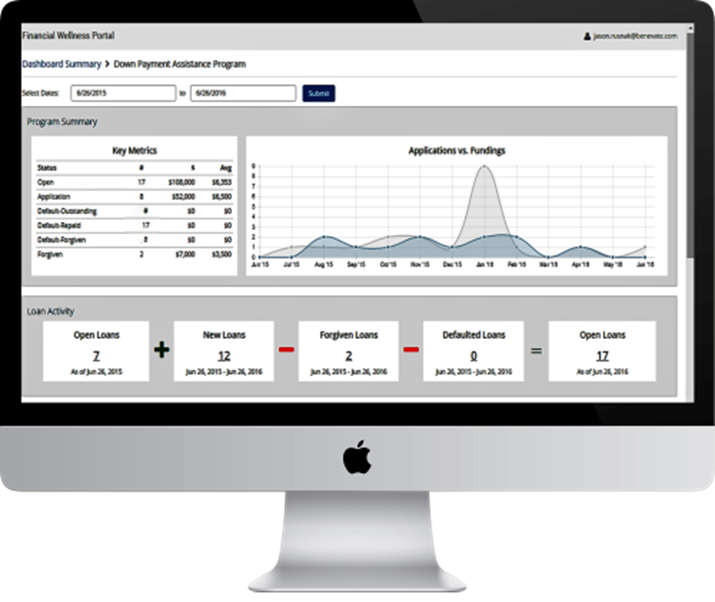 Financial Wellness Portal
jason.rusnak@benevate.com
Dashboard Summary > Down Payment Assistance Program
Select Dates: 6/26/2015 to 6/26/2016 Submit
Program Summary
Key Metrics
Status # $ Avg
Open 17 $108,000 $6,353
Application 8 $52,000 $6,500
Default-Outstanding # $0 $0
Default-Repaid 17 $0 $0
Default-Forgiven 8 $0 $0
Forgiven 2 $7,000 $3,500
Applications vs. Fundings
9
8
7
6
5
4
3
2
1
0
Jun '15 Jul '15 Aug '15 Sep '15 Oct '15 Nov '15 Dec '15 Jan '16 Feb '16 Mar '16 Apr '16 May '16 Jun '16
Loan Activity
Open Loans
7
As of Jun 26, 2015
+
New Loans
12
Jun 26, 2015 - Jun 26, 2016
−
Forgiven Loans
2
Jun 26, 2015 - Jun 26, 2016
−
Defaulted Loans
0
Jun 26, 2015 - Jun 26, 2016
=
Open Loans
17
As of Jun 26, 2016